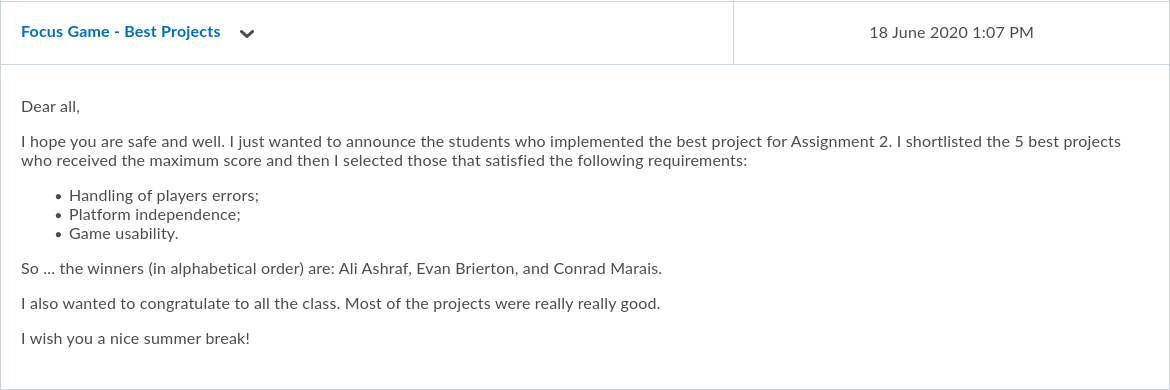 Focus Game - Best Projects
18 June 2020 1:07 PM
Dear all,
I hope you are safe and well. I just wanted to announce the students who implemented the best project for Assignment 2. I shortlisted the 5 best projects
who received the maximum score and then I selected those that satisfied the following requirements:
• Handling of players errors;
• Platform independence;
• Game usability.
So ... the winners (in alphabetical order) are: Ali Ashraf, Evan Brierton, and Conrad Marais.
I also wanted to congratulate to all the class. Most of the projects were really really good.
I wish you a nice summer break!